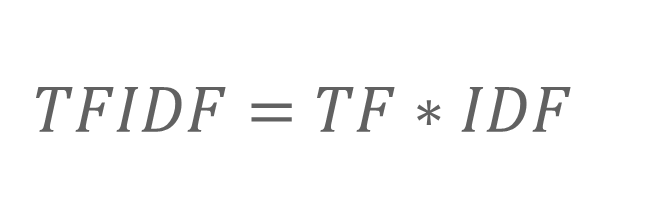 TFIDF = TF * IDF